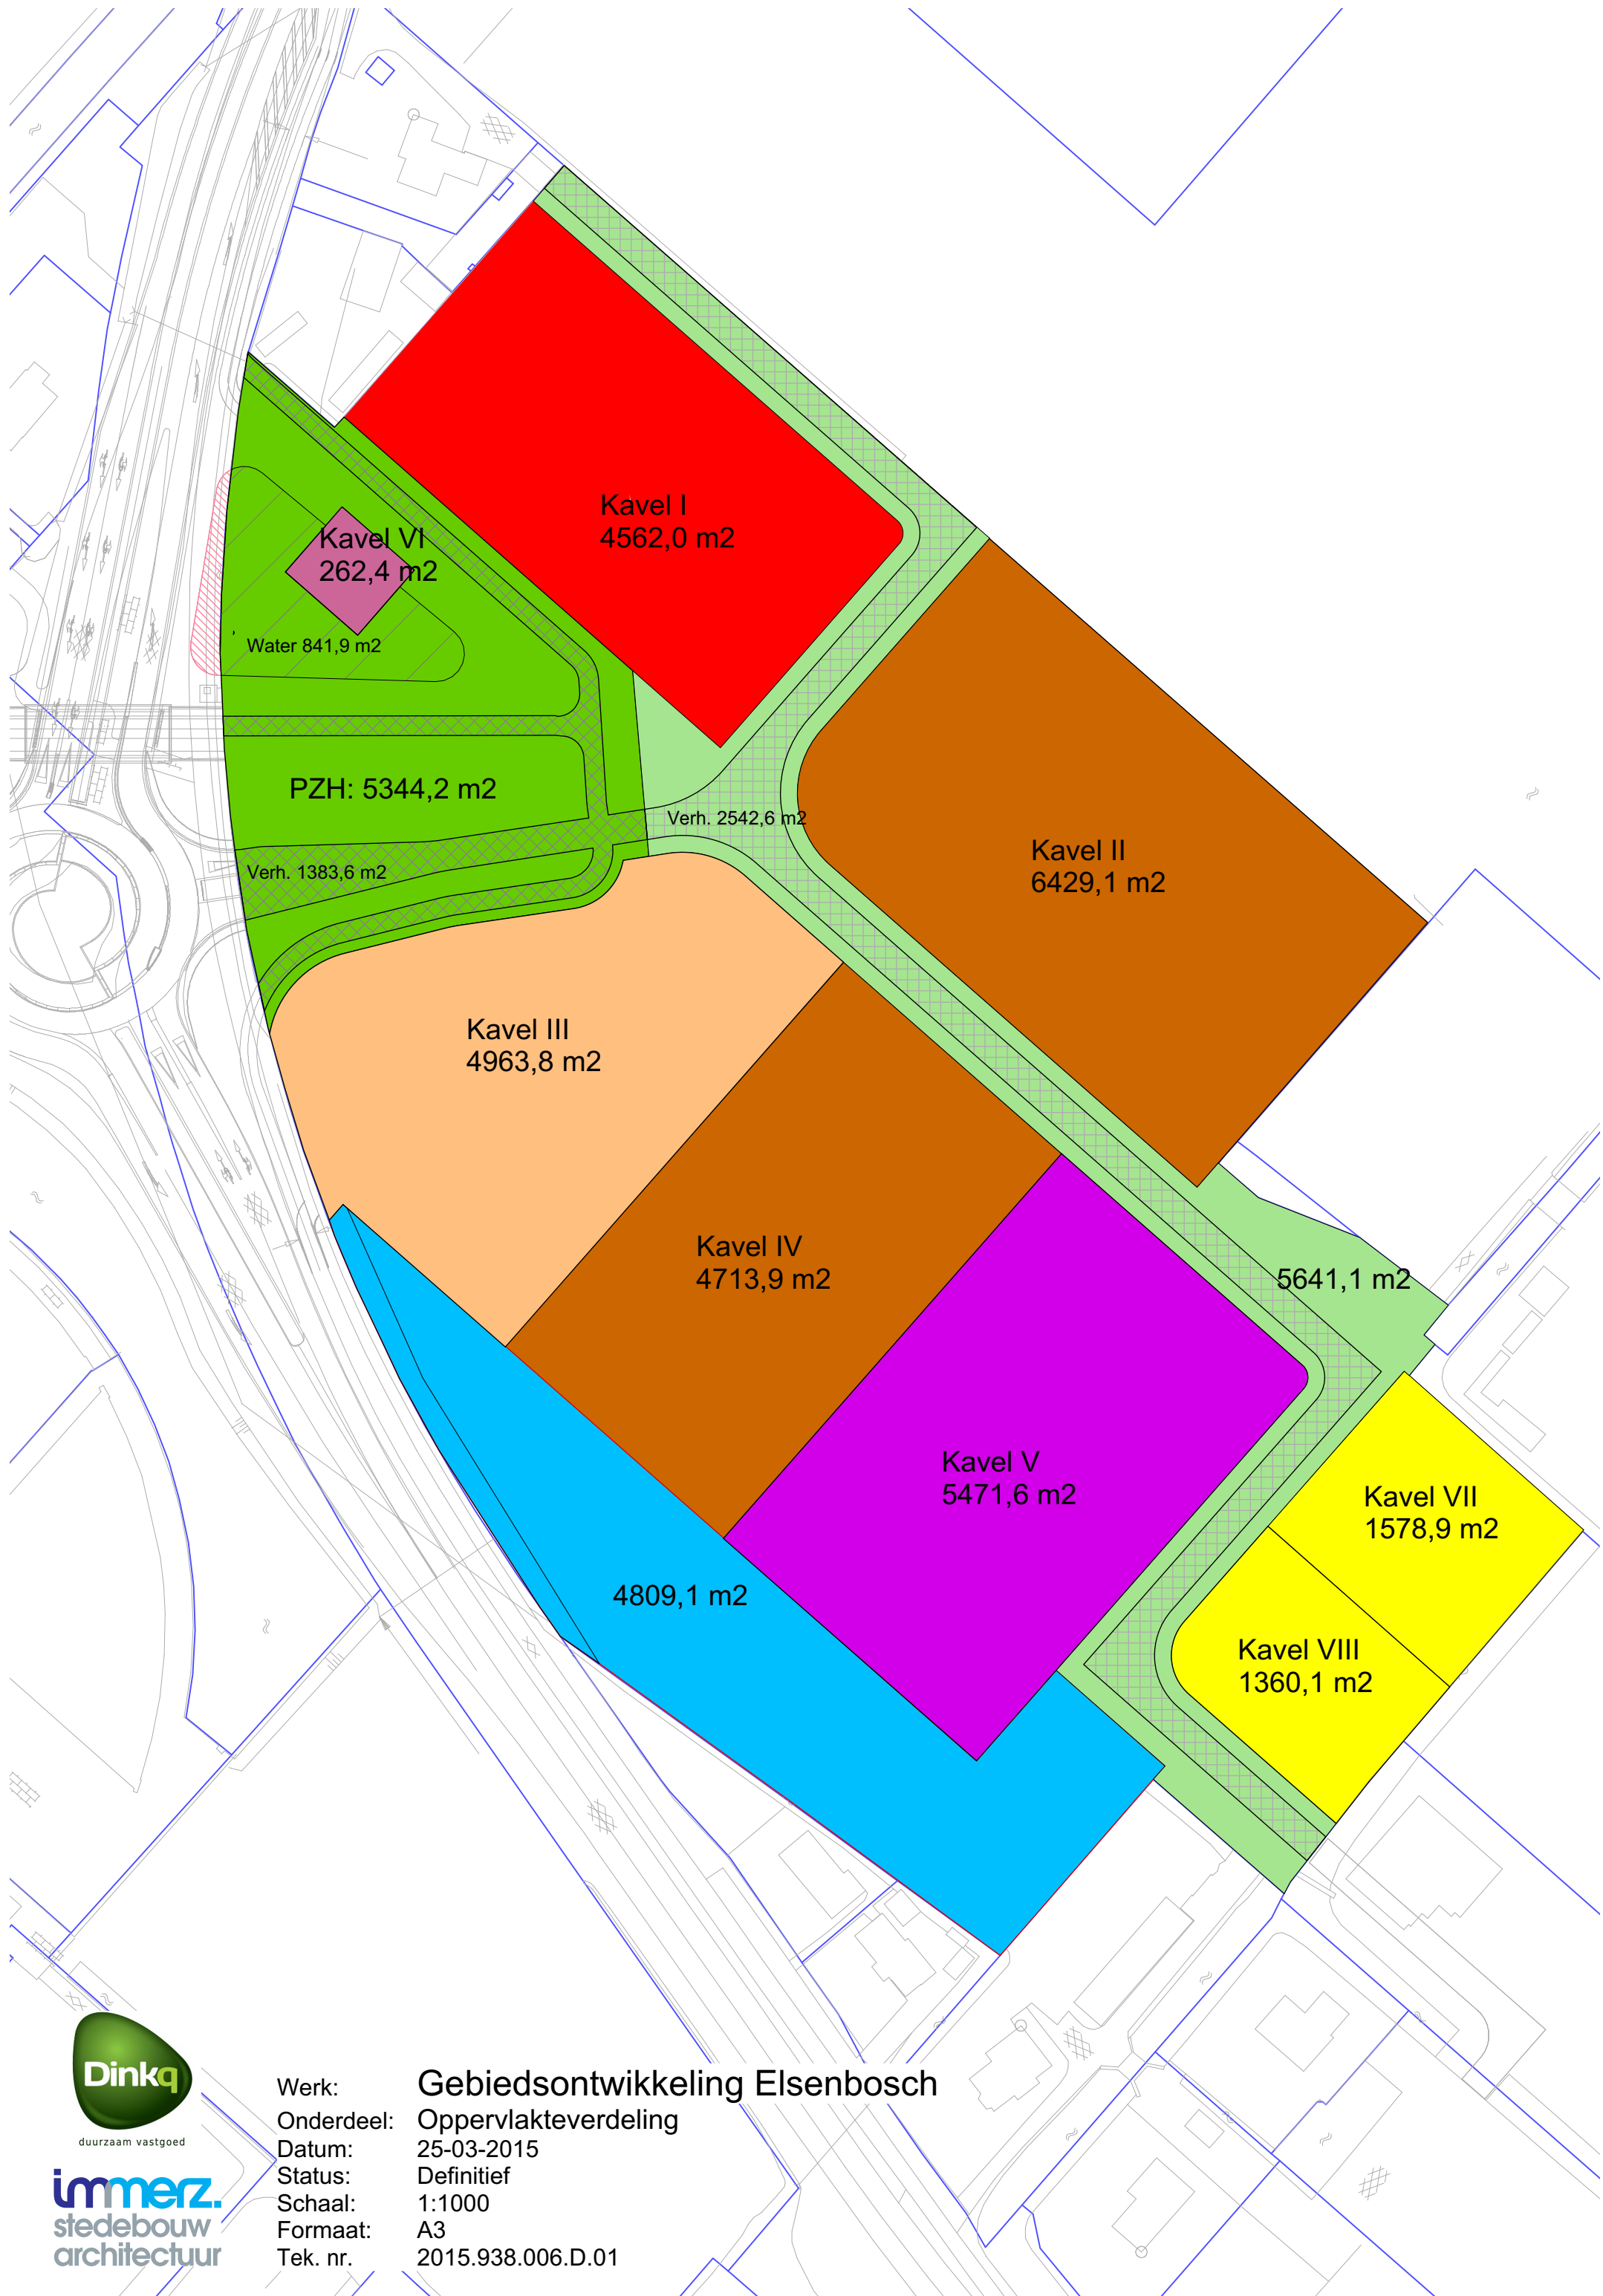 Kavel I
4562,0 m2
Kavel VI
262,4 m2
Water 841,9 m2
PZH: 5344,2 m2
Verh. 2542,6 m2
Verh. 1383,6 m2
Kavel II
6429,1 m2
Kavel III
4963,8 m2
Kavel IV
4713,9 m2
5641,1 m2
Kavel V
5471,6 m2
Kavel VII
1578,9 m2
4809,1 m2
Kavel VIII
1360,1 m2
Dinkq
duurzaam vastgoed
immerz.
stedebouw
architectuur
Werk: Gebiedsontwikkeling Elsenbosch
Onderdeel: Oppervlakteverdeling
Datum: 25-03-2015
Status: Definitief
Schaal: 1:1000
Formaat: A3
Tek. nr. 2015.938.006.D.01